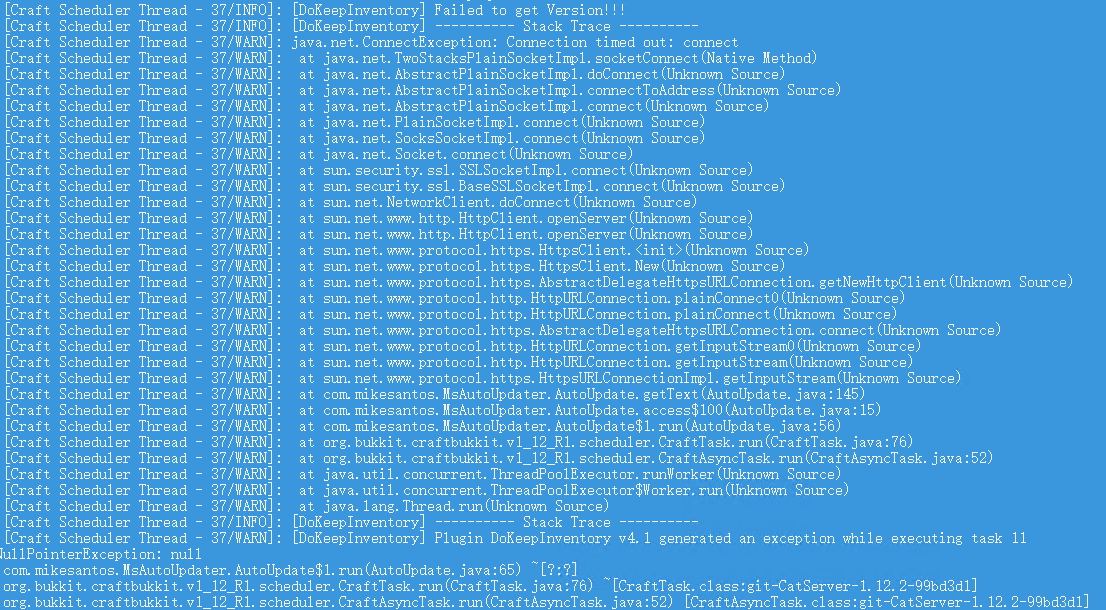 [Craft Scheduler Thread - 37/INFO]: [DoKeepInventory] Failed to get Version!!!
[Craft Scheduler Thread - 37/INFO]: [DoKeepInventory] ---------- Stack Trace ----------
[Craft Scheduler Thread - 37/WARN]: java.net.ConnectException: Connection timed out: connect
[Craft Scheduler Thread - 37/WARN]:  at java.net.TwoStacksPlainSocketImpl.socketConnect(Native Method)
[Craft Scheduler Thread - 37/WARN]:  at java.net.AbstractPlainSocketImpl.doConnect(Unknown Source)
[Craft Scheduler Thread - 37/WARN]:  at java.net.AbstractPlainSocketImpl.connectToAddress(Unknown Source)
[Craft Scheduler Thread - 37/WARN]:  at java.net.AbstractPlainSocketImpl.connect(Unknown Source)
[Craft Scheduler Thread - 37/WARN]:  at java.net.PlainSocketImpl.connect(Unknown Source)
[Craft Scheduler Thread - 37/WARN]:  at java.net.SocksSocketImpl.connect(Unknown Source)
[Craft Scheduler Thread - 37/WARN]:  at java.net.Socket.connect(Unknown Source)
[Craft Scheduler Thread - 37/WARN]:  at sun.security.ssl.SSLSocketImpl.connect(Unknown Source)
[Craft Scheduler Thread - 37/WARN]:  at sun.security.ssl.BaseSSLSocketImpl.connect(Unknown Source)
[Craft Scheduler Thread - 37/WARN]:  at sun.net.NetworkClient.doConnect(Unknown Source)
[Craft Scheduler Thread - 37/WARN]:  at sun.net.www.http.HttpClient.openServer(Unknown Source)
[Craft Scheduler Thread - 37/WARN]:  at sun.net.www.http.HttpClient.openServer(Unknown Source)
[Craft Scheduler Thread - 37/WARN]:  at sun.net.www.protocol.https.HttpsClient.<init>(Unknown Source)
[Craft Scheduler Thread - 37/WARN]:  at sun.net.www.protocol.https.HttpsClient.New(Unknown Source)
[Craft Scheduler Thread - 37/WARN]:  at sun.net.www.protocol.https.AbstractDelegateHttpsURLConnection.getNewHttpClient(Unknown Source)
[Craft Scheduler Thread - 37/WARN]:  at sun.net.www.protocol.http.HttpURLConnection.plainConnect0(Unknown Source)
[Craft Scheduler Thread - 37/WARN]:  at sun.net.www.protocol.http.HttpURLConnection.plainConnect(Unknown Source)
[Craft Scheduler Thread - 37/WARN]:  at sun.net.www.protocol.https.AbstractDelegateHttpsURLConnection.connect(Unknown Source)
[Craft Scheduler Thread - 37/WARN]:  at sun.net.www.protocol.http.HttpURLConnection.getInputStream0(Unknown Source)
[Craft Scheduler Thread - 37/WARN]:  at sun.net.www.protocol.http.HttpURLConnection.getInputStream(Unknown Source)
[Craft Scheduler Thread - 37/WARN]:  at sun.net.www.protocol.https.HttpsURLConnectionImpl.getInputStream(Unknown Source)
[Craft Scheduler Thread - 37/WARN]:  at com.mikesantos.MsAutoUpdater.AutoUpdate.getText(AutoUpdate.java:145)
[Craft Scheduler Thread - 37/WARN]:  at com.mikesantos.MsAutoUpdater.AutoUpdate.access$100(AutoUpdate.java:15)
[Craft Scheduler Thread - 37/WARN]:  at com.mikesantos.MsAutoUpdater.AutoUpdate$1.run(AutoUpdate.java:56)
[Craft Scheduler Thread - 37/WARN]:  at org.bukkit.craftbukkit.v1_12_R1.scheduler.CraftTask.run(CraftTask.java:76)
[Craft Scheduler Thread - 37/WARN]:  at org.bukkit.craftbukkit.v1_12_R1.scheduler.CraftAsyncTask.run(CraftAsyncTask.java:52)
[Craft Scheduler Thread - 37/WARN]:  at java.util.concurrent.ThreadPoolExecutor.runWorker(Unknown Source)
[Craft Scheduler Thread - 37/WARN]:  at java.util.concurrent.ThreadPoolExecutor$Worker.run(Unknown Source)
[Craft Scheduler Thread - 37/WARN]:  at java.lang.Thread.run(Unknown Source)
[Craft Scheduler Thread - 37/INFO]: [DoKeepInventory] ---------- Stack Trace ----------
[Craft Scheduler Thread - 37/WARN]: [DoKeepInventory] Plugin DoKeepInventory v4.1 generated an exception while executing task 11
NullPointerException: null
com.mikesantos.MsAutoUpdater.AutoUpdate$1.run(AutoUpdate.java:65) ~[?:?]
org.bukkit.craftbukkit.v1_12_R1.scheduler.CraftTask.run(CraftTask.java:76) ~[CraftTask.class:git-CatServer-1.12.2-99bd3d1]
org.bukkit.craftbukkit.v1_12_R1.scheduler.CraftAsyncTask.run(CraftAsyncTask.java:52) [CraftAsyncTask.class:git-CatServer-1.12.2-99bd3d1]